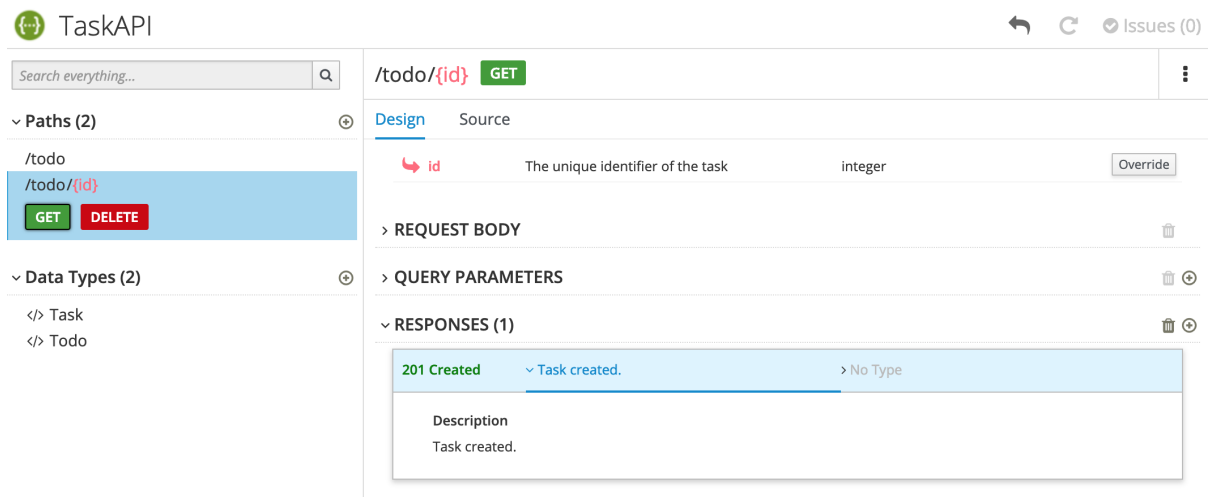 TaskAPI
Issues (0)
Search everything...
Paths (2)
/todo
/todo/{id}
GET DELETE
Data Types (2)
</> Task
</> Todo
/todo/{id} GET
Design Source
id The unique identifier of the task integer Override
REQUEST BODY
QUERY PARAMETERS
RESPONSES (1)
201 Created Task created. No Type
Description
Task created.